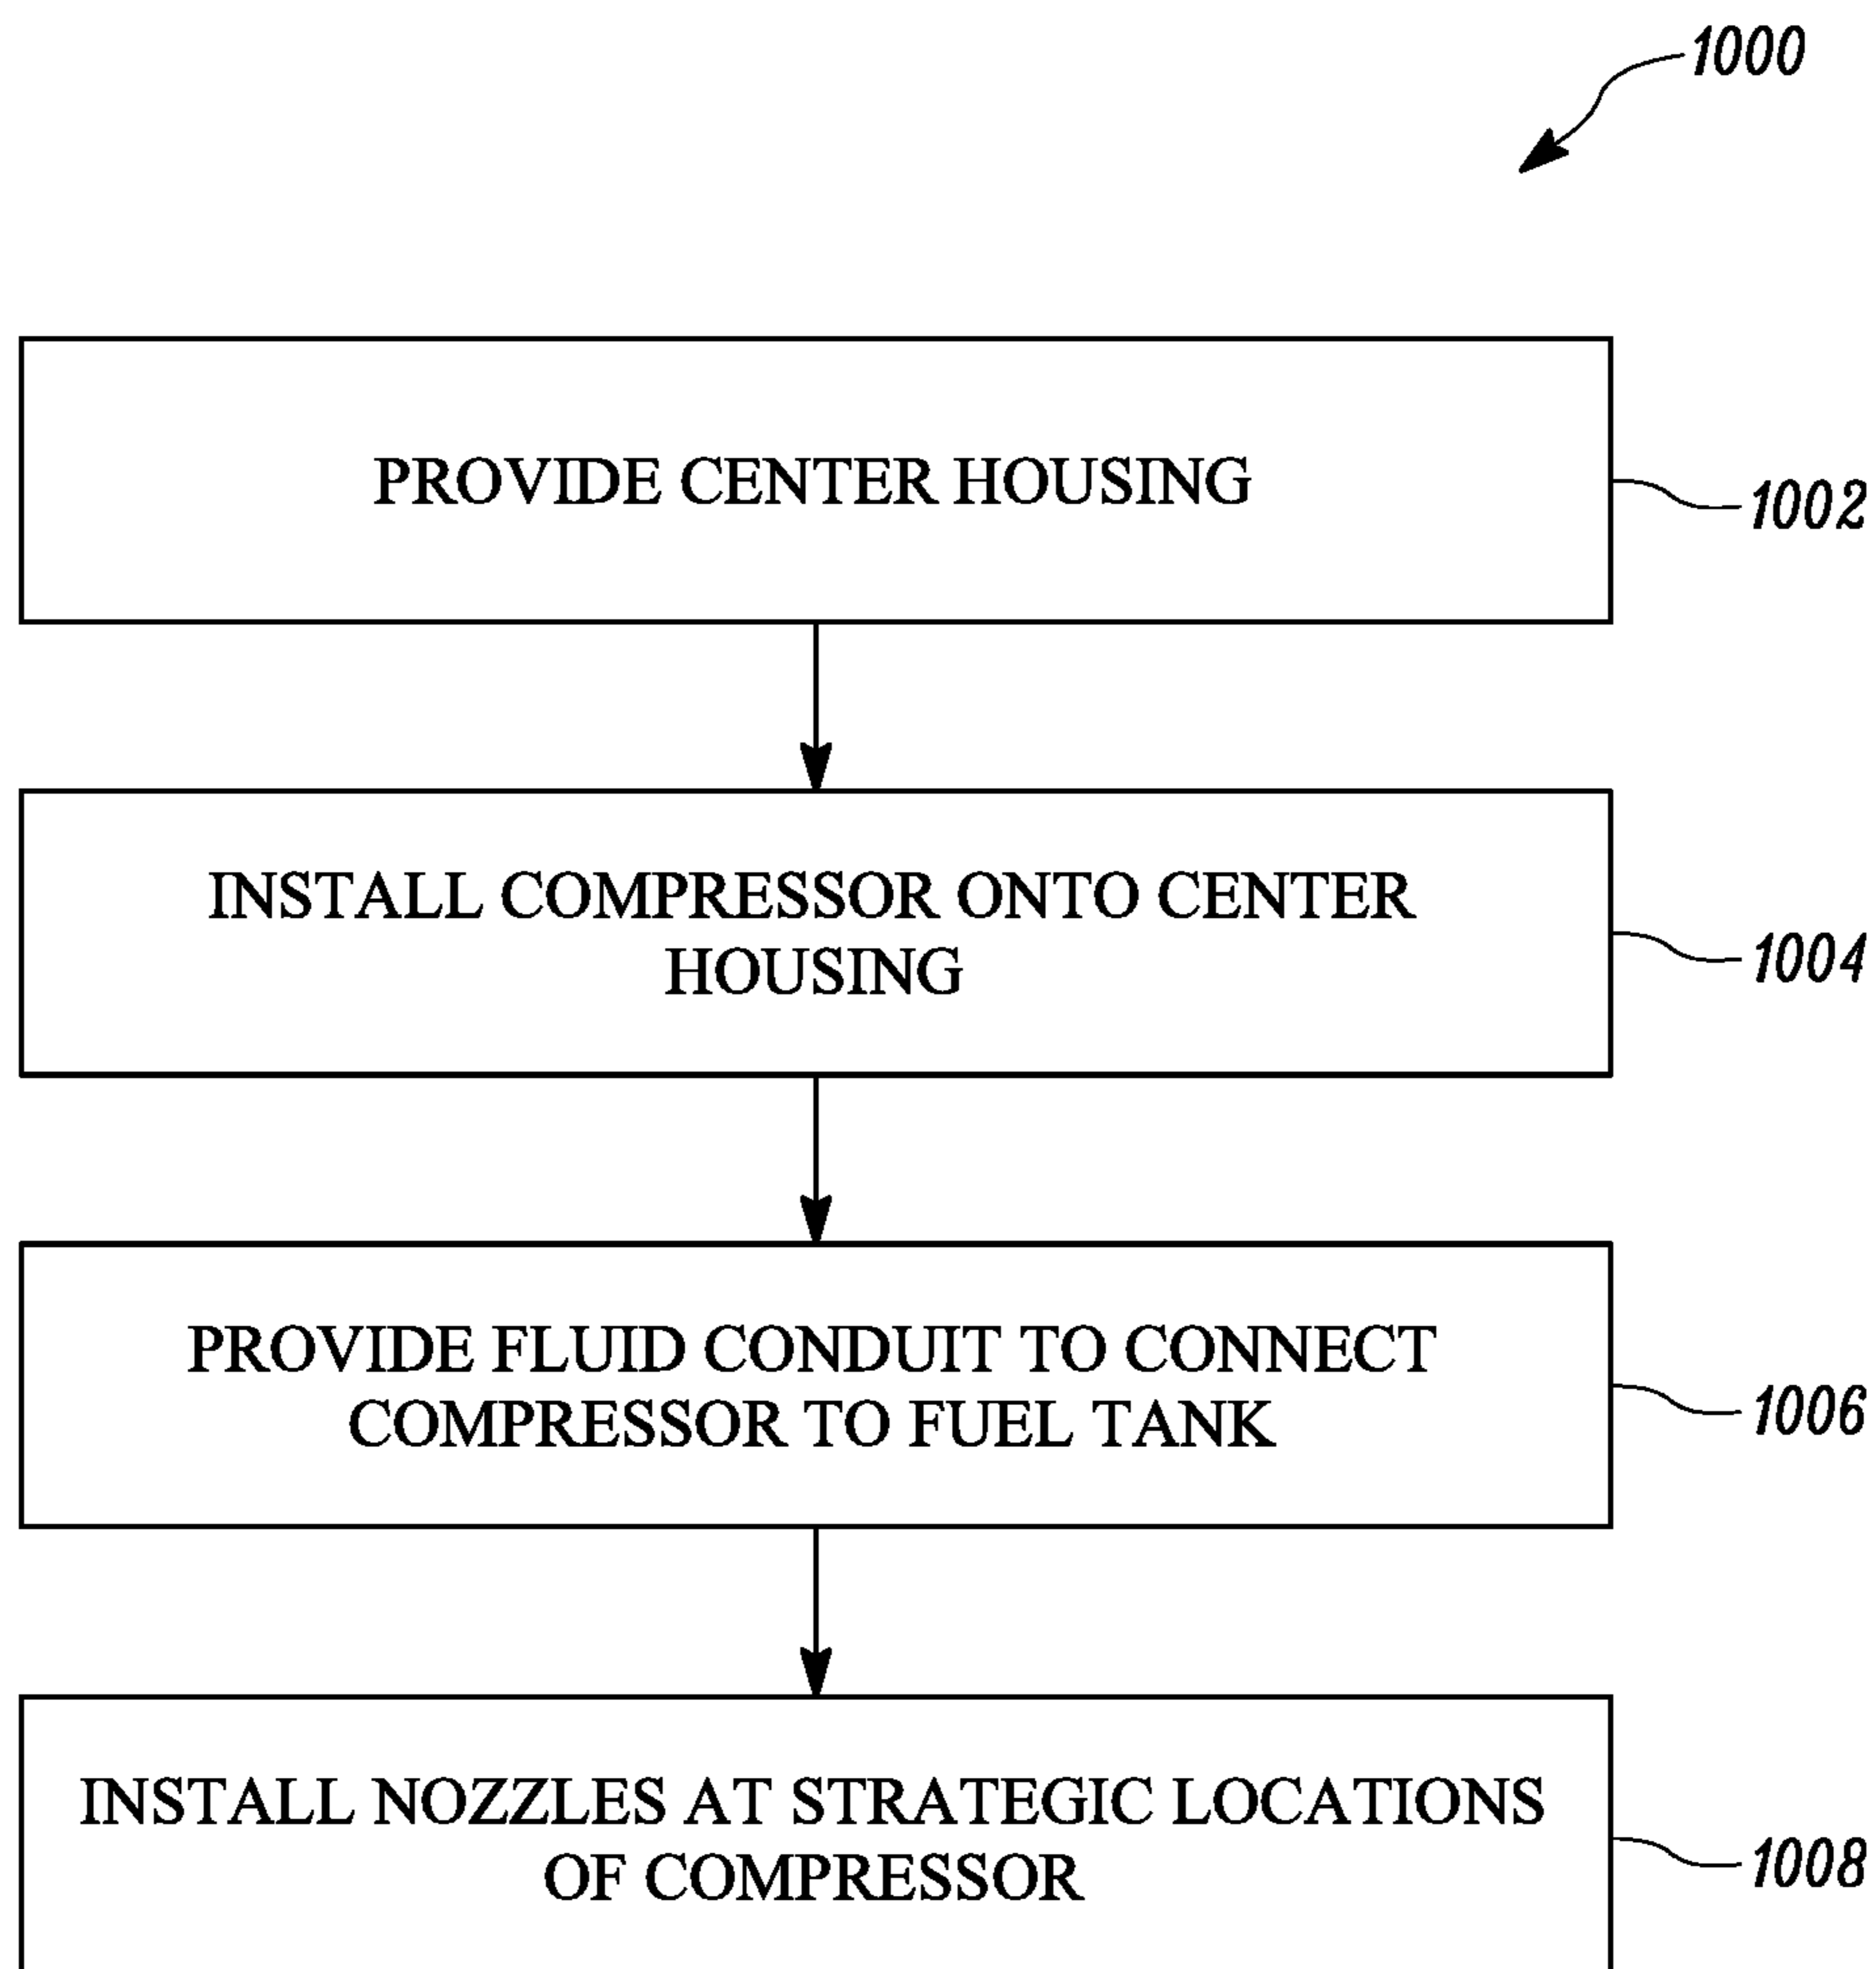 1000
PROVIDE CENTER HOUSING
1002
INSTALL COMPRESSOR ONTO CENTER
HOUSING
1004
PROVIDE FLUID CONDUIT TO CONNECT
COMPRESSOR TO FUEL TANK
1006
INSTALL NOZZLES AT STRATEGIC LOCATIONS
OF COMPRESSOR
1008